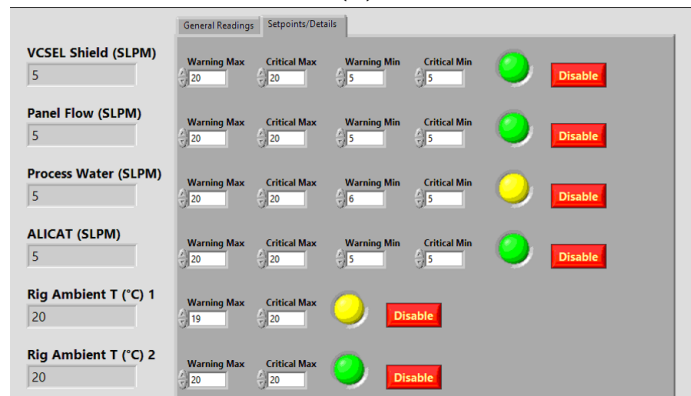 General Readings Setpoints/Details
VCSEL Shield (SLPM)
Warning Max Critical Max Warning Min Critical Min
5 20 20 5 5 Disable
Panel Flow (SLPM)
Warning Max Critical Max Warning Min Critical Min
5 20 20 5 5 Disable
Process Water (SLPM)
Warning Max Critical Max Warning Min Critical Min
5 20 20 6 5 Disable
ALICAT (SLPM)
Warning Max Critical Max Warning Min Critical Min
5 20 20 5 5 Disable
Rig Ambient T (°C) 1
Warning Max Critical Max
20 19 20 Disable
Rig Ambient T (°C) 2
Warning Max Critical Max
20 20 20 Disable